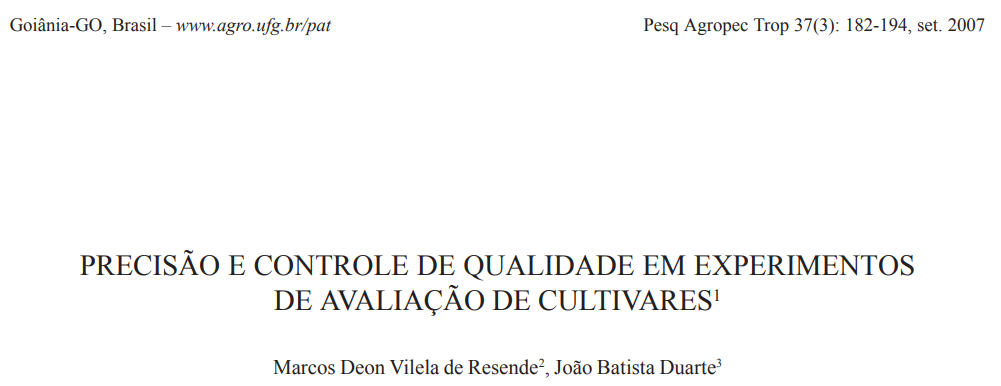 Goiânia-GO, Brasil – www.agro.ufg.br/pat Pesq Agropec Trop 37(3): 182-194, set. 2007
PRECISÃO E CONTROLE DE QUALIDADE EM EXPERIMENTOS
DE AVALIAÇÃO DE CULTIVARES¹
Marcos Deon Vilela de Resende², João Batista Duarte³